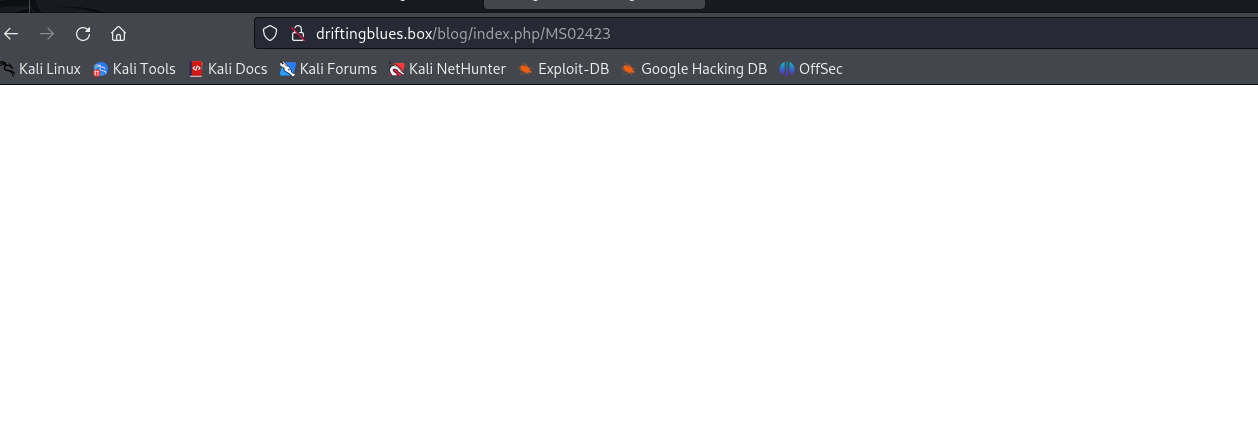 driftingblues.box/blog/index.php/MS02423
Kali Linux Kali Tools Kali Docs Kali Forums Kali NetHunter Exploit-DB Google Hacking DB OffSec